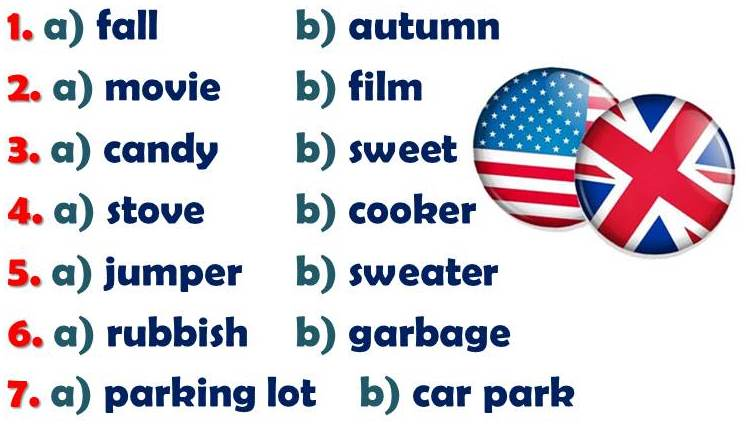 1. a) fall b) autumn
2. a) movie b) film
3. a) candy b) sweet
4. a) stove b) cooker
5. a) jumper b) sweater
6. a) rubbish b) garbage
7. a) parking lot b) car park